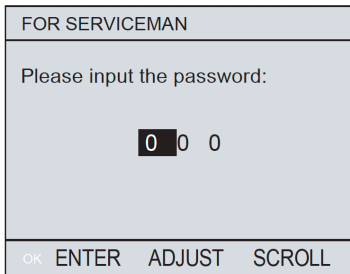 FOR SERVICEMAN
Please input the password:
0 0 0
OK ENTER ADJUST SCROLL